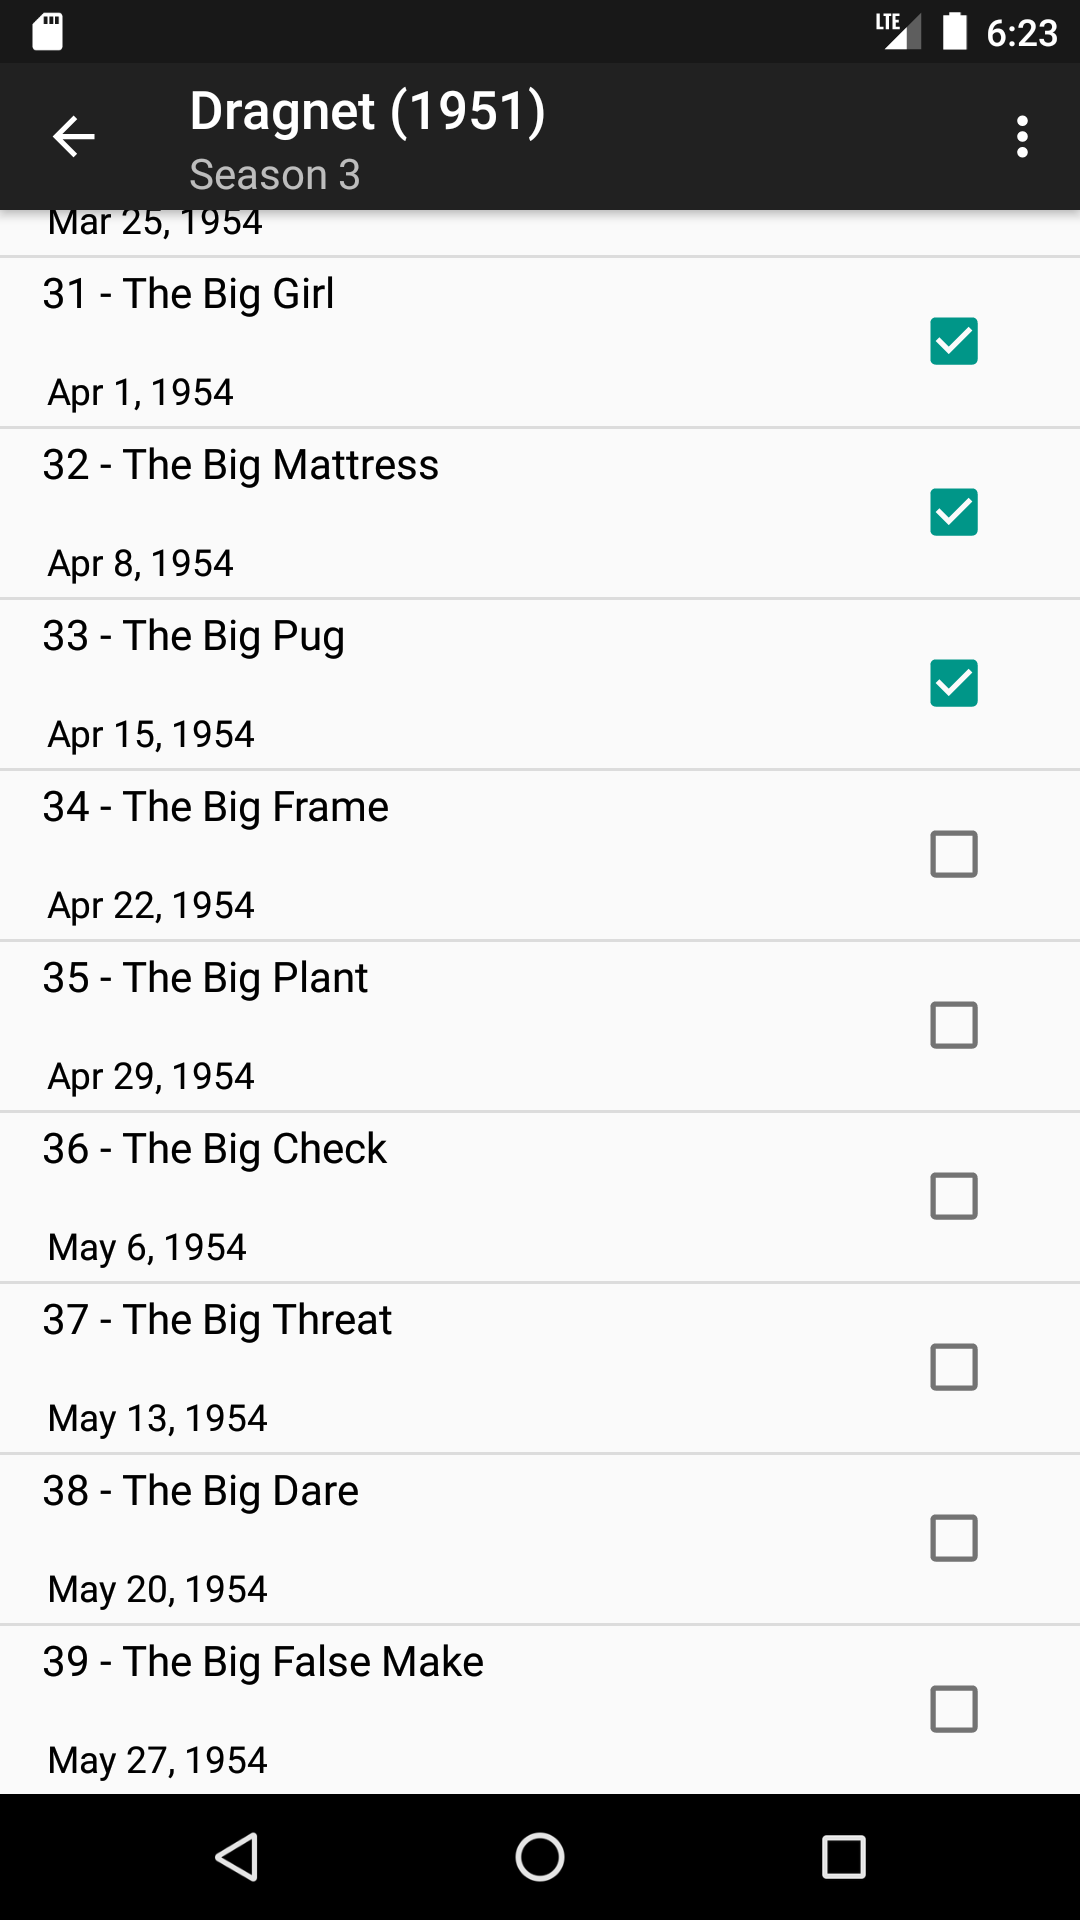 LTE 6:23
Dragnet (1951)
Season 3
Mar 25, 1954
31 - The Big Girl
Apr 1, 1954
32 - The Big Mattress
Apr 8, 1954
33 - The Big Pug
Apr 15, 1954
34 - The Big Frame
Apr 22, 1954
35 - The Big Plant
Apr 29, 1954
36 - The Big Check
May 6, 1954
37 - The Big Threat
May 13, 1954
38 - The Big Dare
May 20, 1954
39 - The Big False Make
May 27, 1954